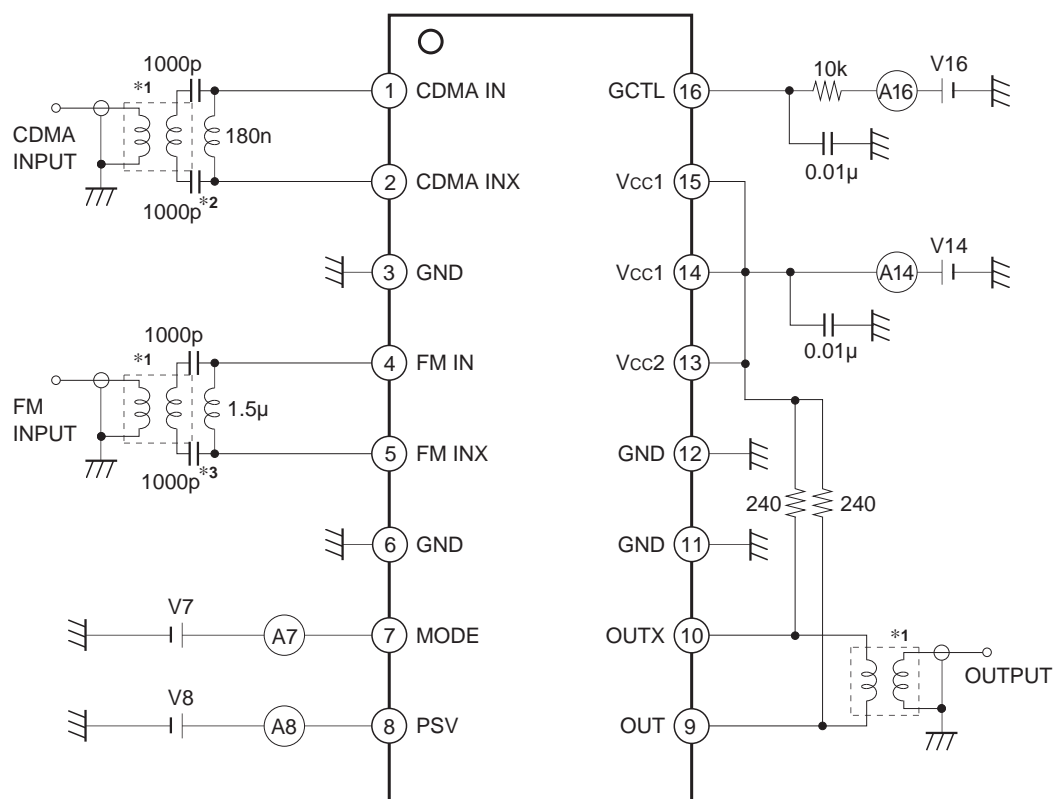 1000p
*1
CDMA
INPUT
180n
1000p
*2
1 CDMA IN
2 CDMA INX
3 GND
1000p
*1
FM
INPUT
1.5µ
1000p
*3
4 FM IN
5 FM INX
6 GND
V7
A7
7 MODE
V8
A8
8 PSV
GCTL 16
10k
A16
V16
0.01µ
Vcc1 15
Vcc1 14
A14
V14
0.01µ
Vcc2 13
GND 12
240
240
GND 11
OUTX 10
*1
OUTPUT
OUT 9